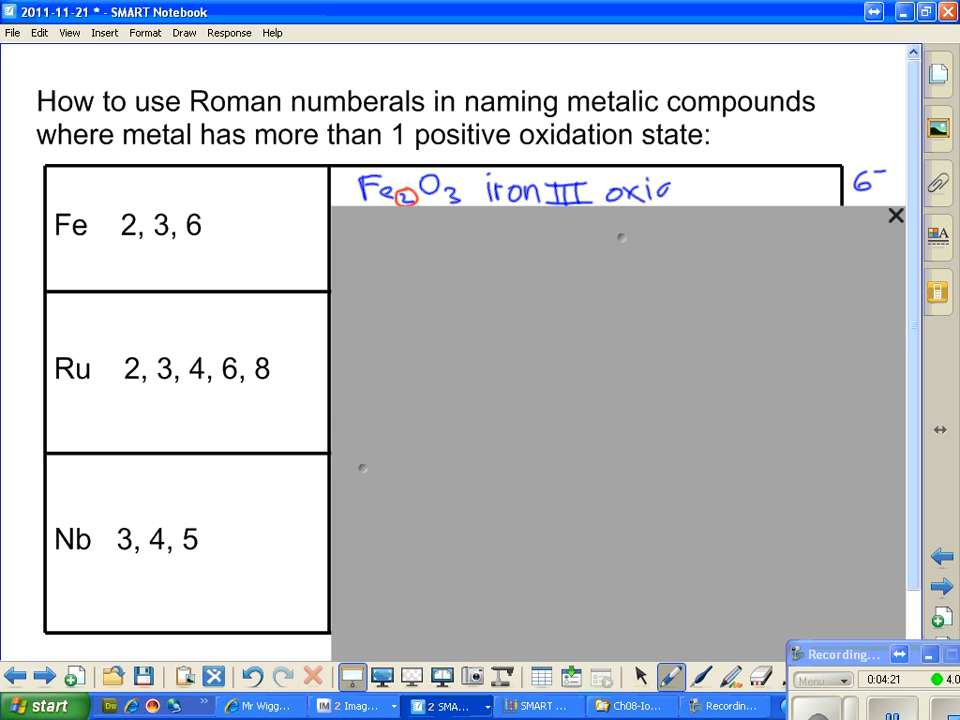 2011-11-21 * - SMART Notebook
File Edit View Insert Format Draw Response Help
How to use Roman numberals in naming metalic compounds
where metal has more than 1 positive oxidation state:
Fe₂O₃ iron III oxid 6⁻
Fe 2, 3, 6
Ru 2, 3, 4, 6, 8
Nb 3, 4, 5
Recording...
Menu 0:04:21 4.0
start Mr Wigg... 2 Imag... 2 SMA... SMART ... Ch08-Io... Recordin...